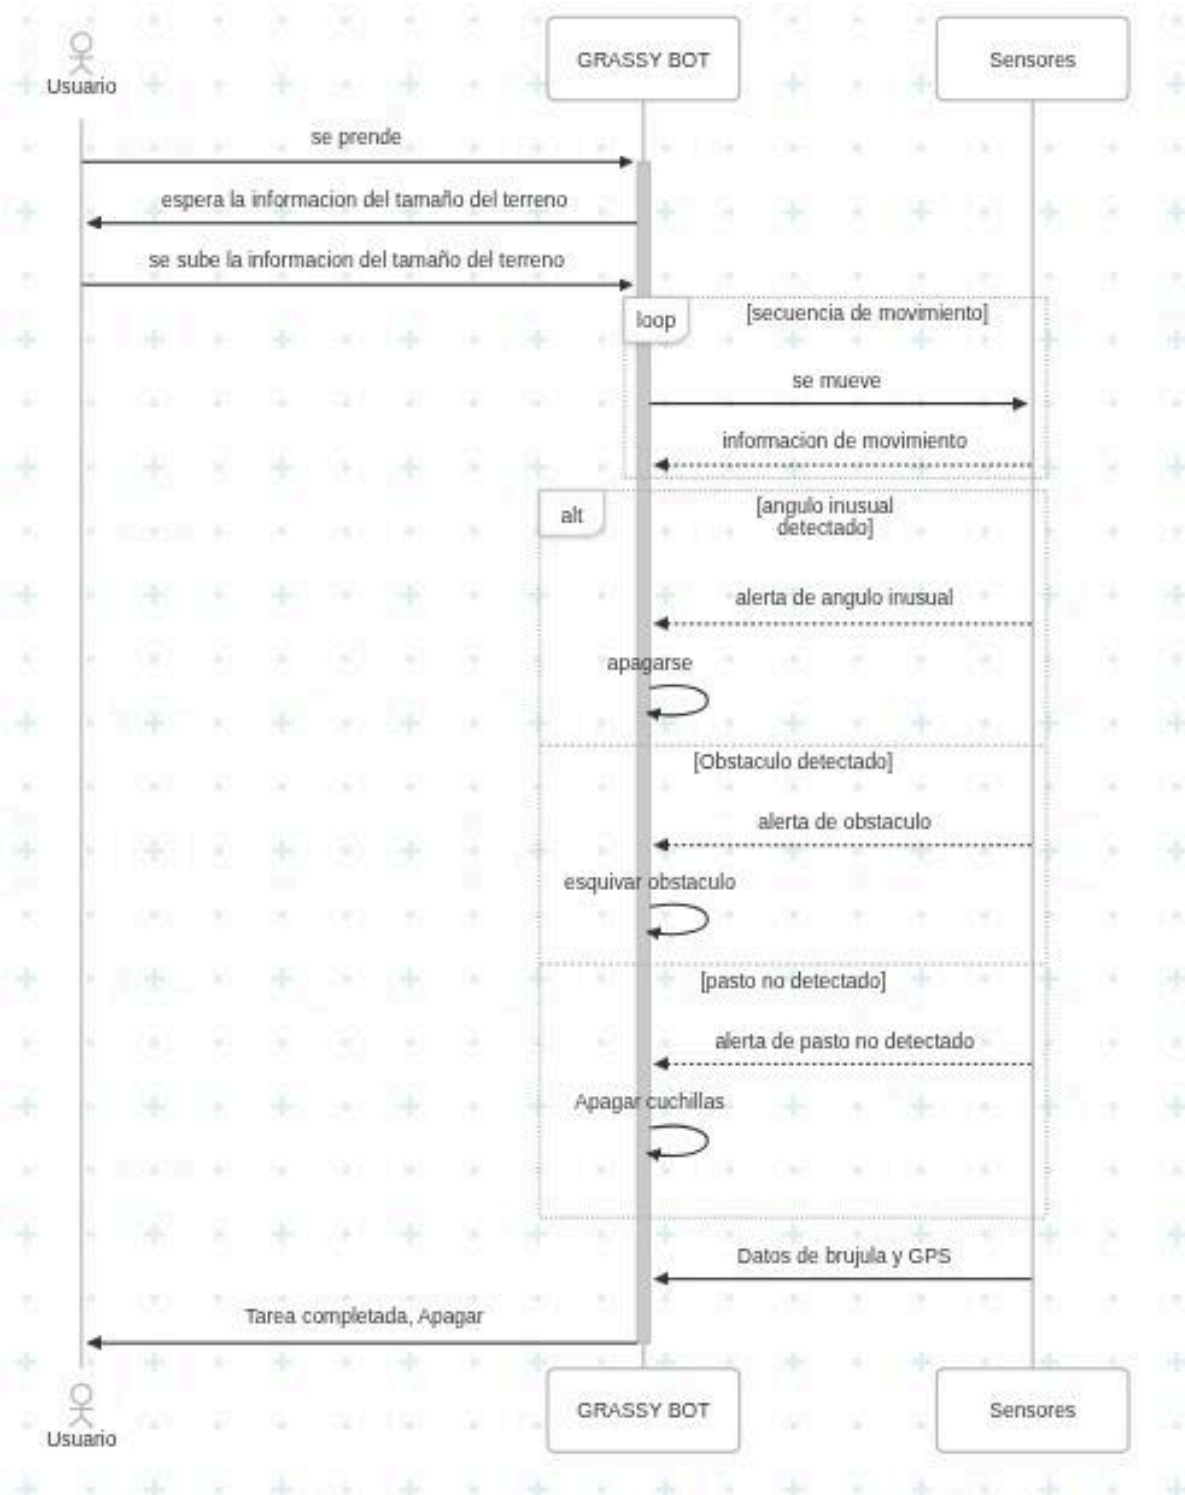 Usuario
GRASSY BOT
Sensores
se prende
espera la informacion del tamaño del terreno
se sube la informacion del tamaño del terreno
loop
[secuencia de movimiento]
se mueve
informacion de movimiento
alt
[angulo inusual
detectado]
alerta de angulo inusual
apagarse
[Obstaculo detectado]
alerta de obstaculo
esquivar obstaculo
[pasto no detectado]
alerta de pasto no detectado
Apagar cuchillas
Datos de brujula y GPS
Tarea completada, Apagar
Usuario
GRASSY BOT
Sensores